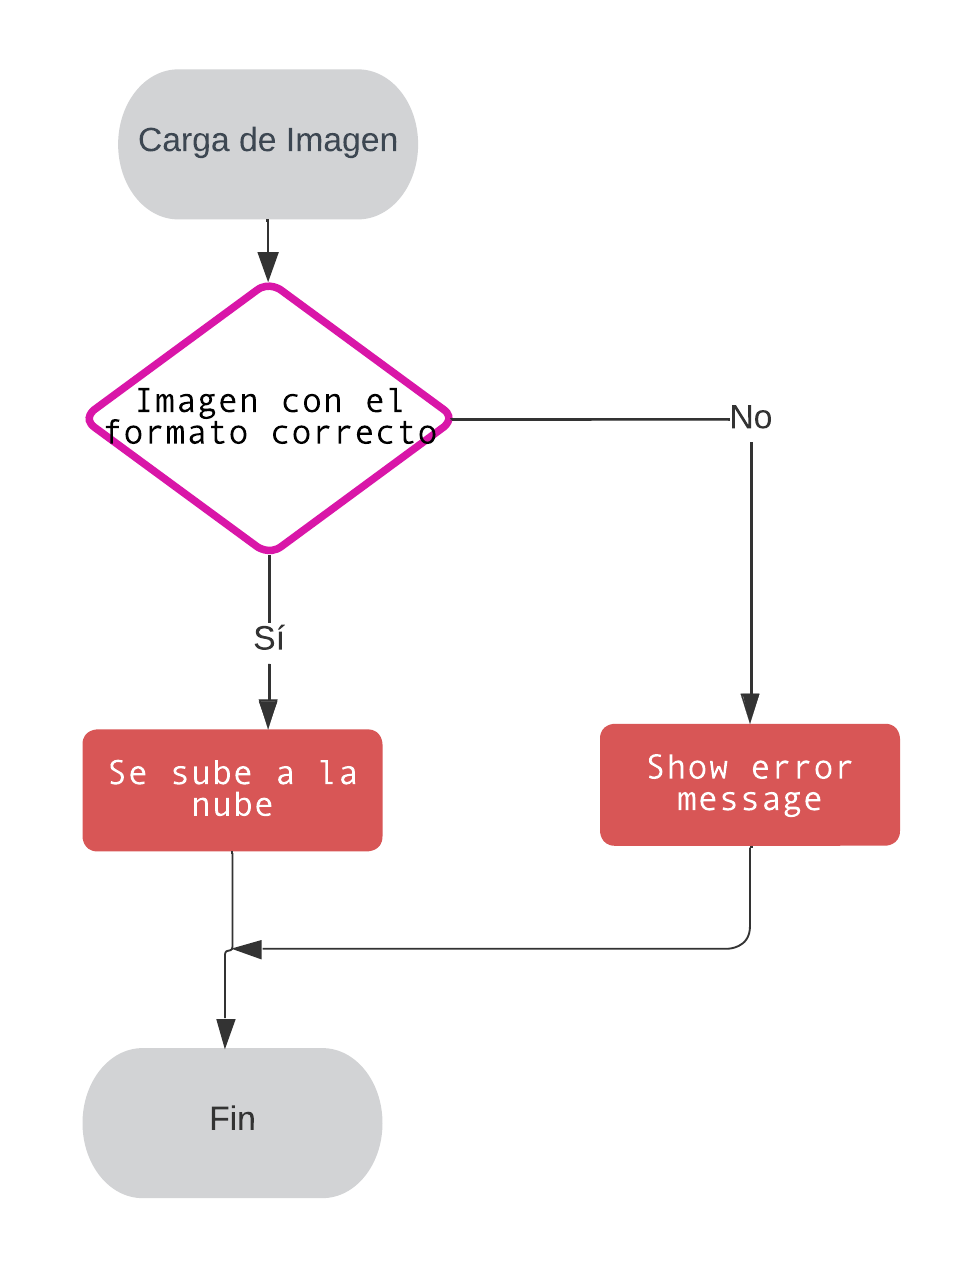 Carga de Imagen
Imagen con el
formato correcto
No
Sí
Se sube a la
nube
Show error
message
Fin